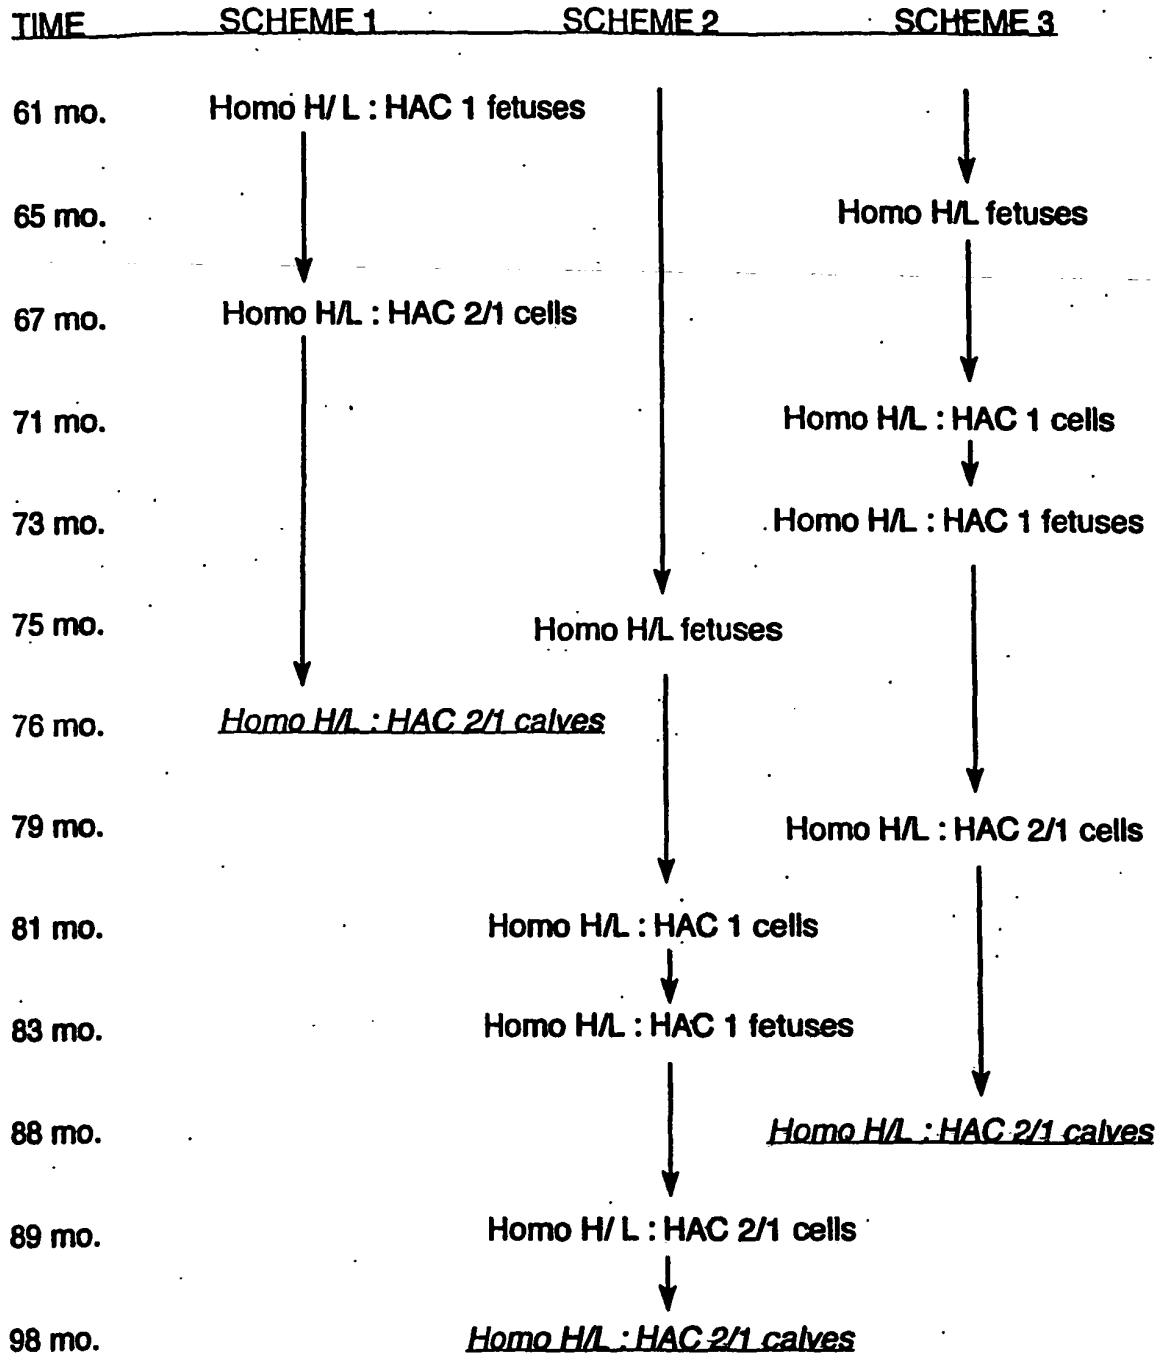 TIME SCHEME 1 SCHEME 2 SCHEME 3
61 mo. Homo H/ L : HAC 1 fetuses
65 mo. Homo H/L fetuses
67 mo. Homo H/L : HAC 2/1 cells
71 mo. Homo H/L : HAC 1 cells
73 mo. Homo H/L : HAC 1 fetuses
75 mo. Homo H/L fetuses
76 mo. Homo H/L : HAC 2/1 calves
79 mo. Homo H/L : HAC 2/1 cells
81 mo. Homo H/L : HAC 1 cells
83 mo. Homo H/L : HAC 1 fetuses
88 mo. Homo H/L : HAC 2/1 calves
89 mo. Homo H/ L : HAC 2/1 cells
98 mo. Homo H/L : HAC 2/1 calves